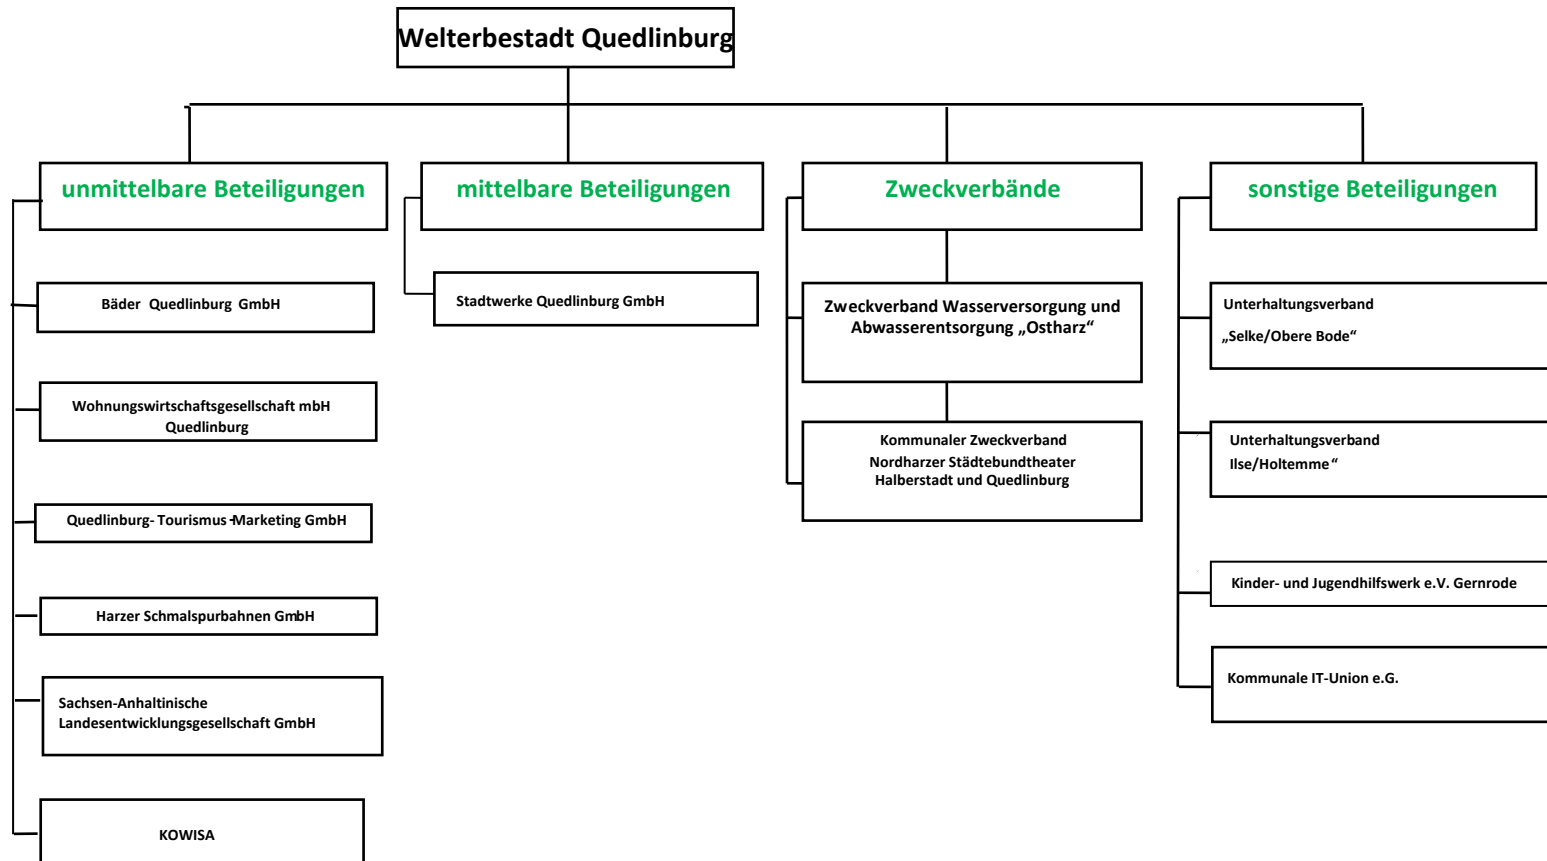 Welterbestadt Quedlinburg
unmittelbare Beteiligungen
Bäder Quedlinburg GmbH
Wohnungswirtschaftsgesellschaft mbH
Quedlinburg
Quedlinburg- Tourismus-Marketing GmbH
Harzer Schmalspurbahnen GmbH
Sachsen-Anhaltinische
Landesentwicklungsgesellschaft GmbH
KOWISA
mittelbare Beteiligungen
Stadtwerke Quedlinburg GmbH
Zweckverbände
Zweckverband Wasserversorgung und
Abwasserentsorgung „Ostharz“
Kommunaler Zweckverband
Nordharzer Städtebundtheater
Halberstadt und Quedlinburg
sonstige Beteiligungen
Unterhaltungsverband
„Selke/Obere Bode“
Unterhaltungsverband
Ilse/Holtemme“
Kinder- und Jugendhilfswerk e.V. Gernrode
Kommunale IT-Union e.G.